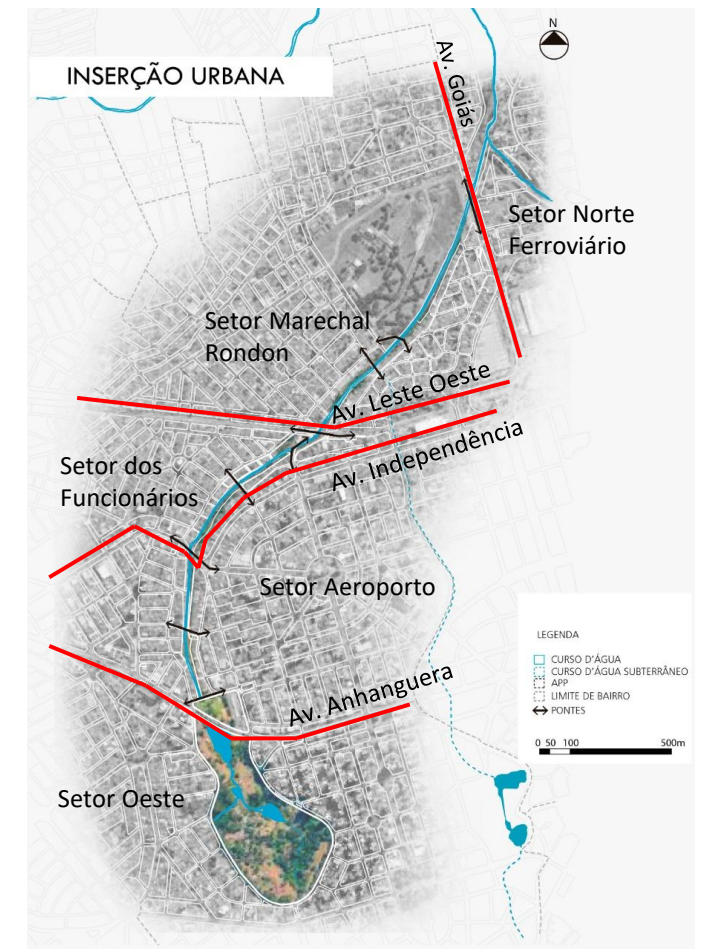 INSERÇÃO URBANA
N
Av. Goiás
Setor Norte
Ferroviário
Setor Marechal
Rondon
Av. Leste Oeste
Av. Independência
Setor dos
Funcionários
Setor Aeroporto
Av. Anhanguera
Setor Oeste
LEGENDA
CURSO D'ÁGUA
CURSO D'ÁGUA SUBTERRÂNEO
APP
LIMITE DE BAIRRO
PONTES
0 50 100 500m